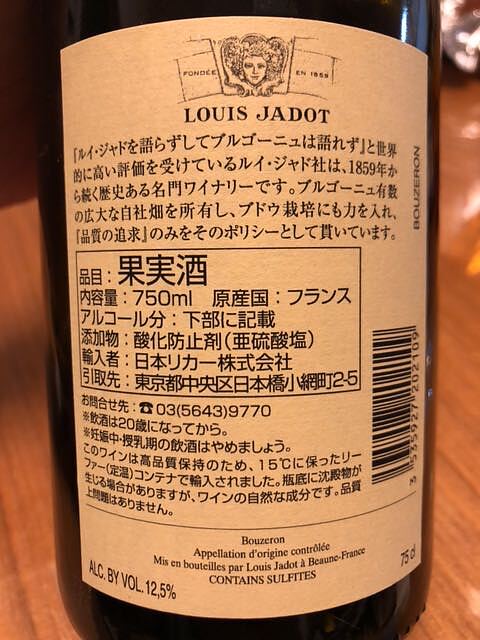 FONDÉE EN 1859
LOUIS JADOT
『ルイ・ジャドを語らずしてブルゴーニュは語れず』と世界
的に高い評価を受けているルイ・ジャド社は、1859年か
ら続く歴史ある名門ワイナリーです。ブルゴーニュ有数
の広大な自社畑を所有し、ブドウ栽培にも力を入れ、
『品質の追求』のみをそのポリシーとして貫いています。
BOUZERON
品目：果実酒
内容量：750ml 原産国：フランス
アルコール分：下部に記載
添加物：酸化防止剤(亜硫酸塩)
輸入者：日本リカー株式会社
引取先：東京都中央区日本橋小網町2-5
お問合せ先：☎03(5643)9770
※飲酒は20歳になってから。
※妊娠中・授乳期の飲酒はやめましょう。
このワインは高品質保持のため、15℃に保ったリー
ファー(定温)コンテナで輸入されました。瓶底に沈殿物が
生じる場合がありますが、ワインの自然な成分です。品質
上問題はありません。
3 535927 202109
Bouzeron
Appellation d'origine contrôlée
Mis en bouteilles par Louis Jadot à Beaune-France
CONTAINS SULFITES
ALC. BY VOL. 12,5%
75 cl